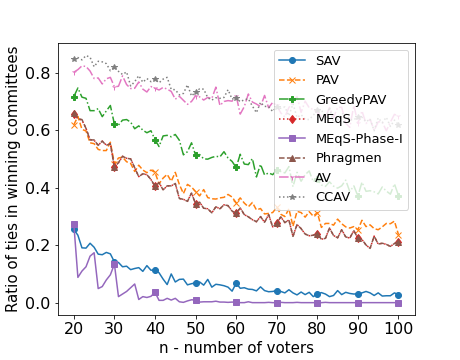 Ratio of ties in winning committees
0.8
0.6
0.4
0.2
0.0
SAV
PAV
GreedyPAV
MEqS
MEqS-Phase-I
Phragmen
AV
CCAV
20 30 40 50 60 70 80 90 100
n - number of voters